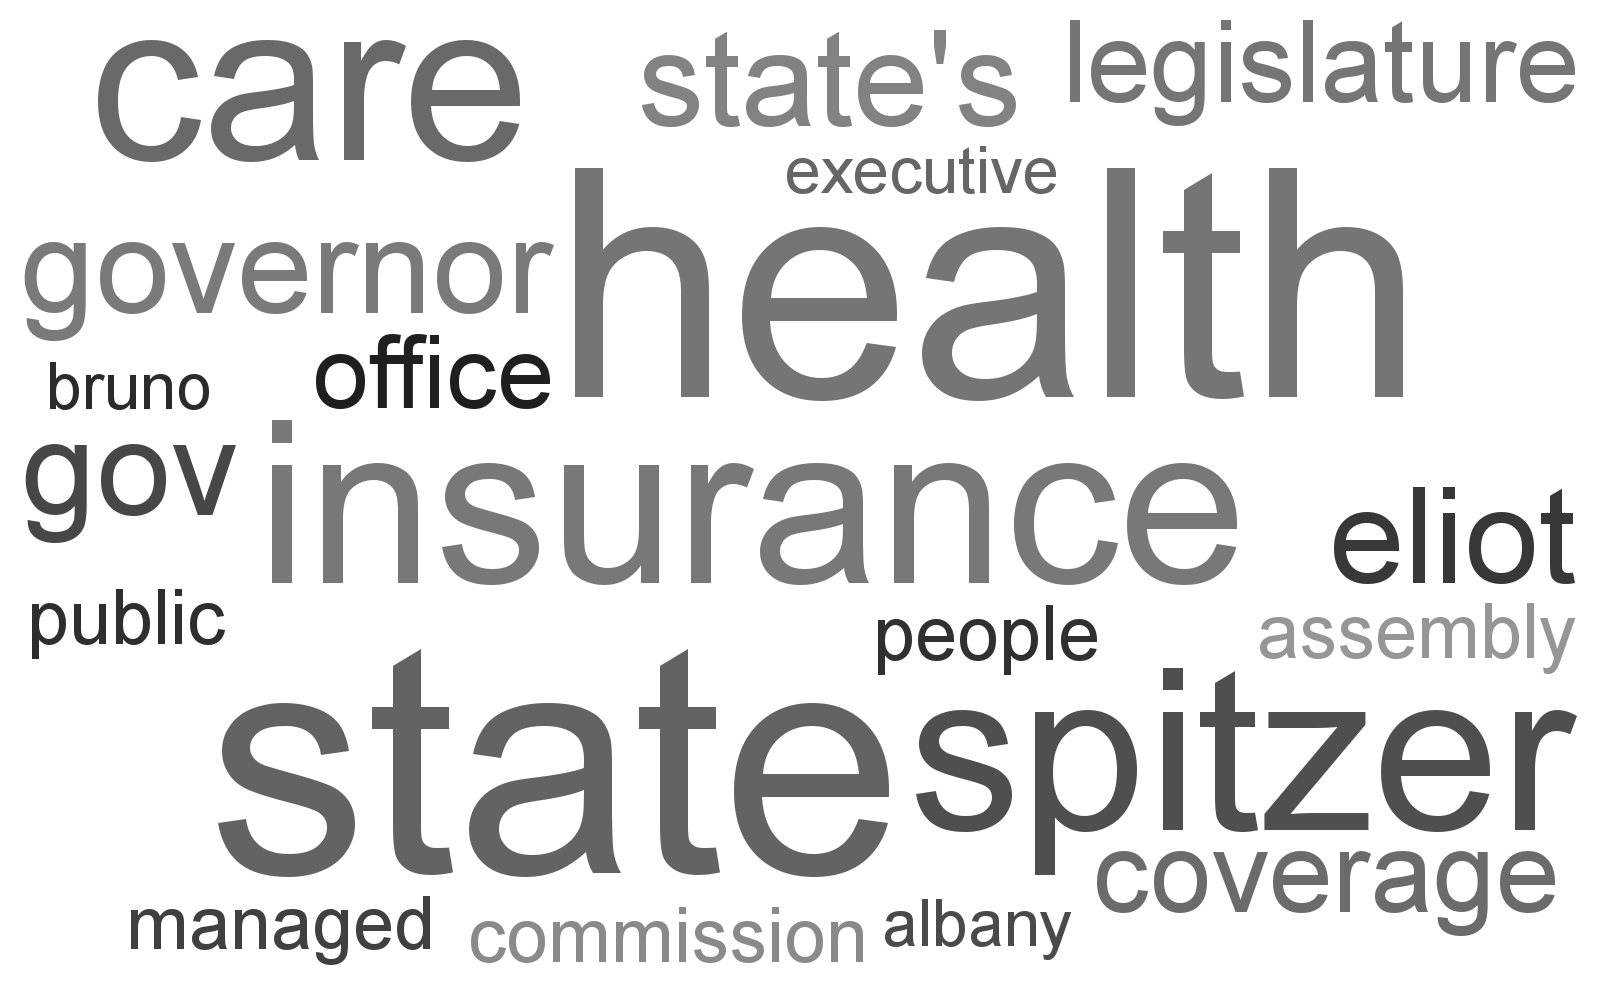 care
state's
legislature
executive
governor
health
bruno
office
gov
insurance
eliot
public
people
assembly
state
spitzer
coverage
managed
commission
albany